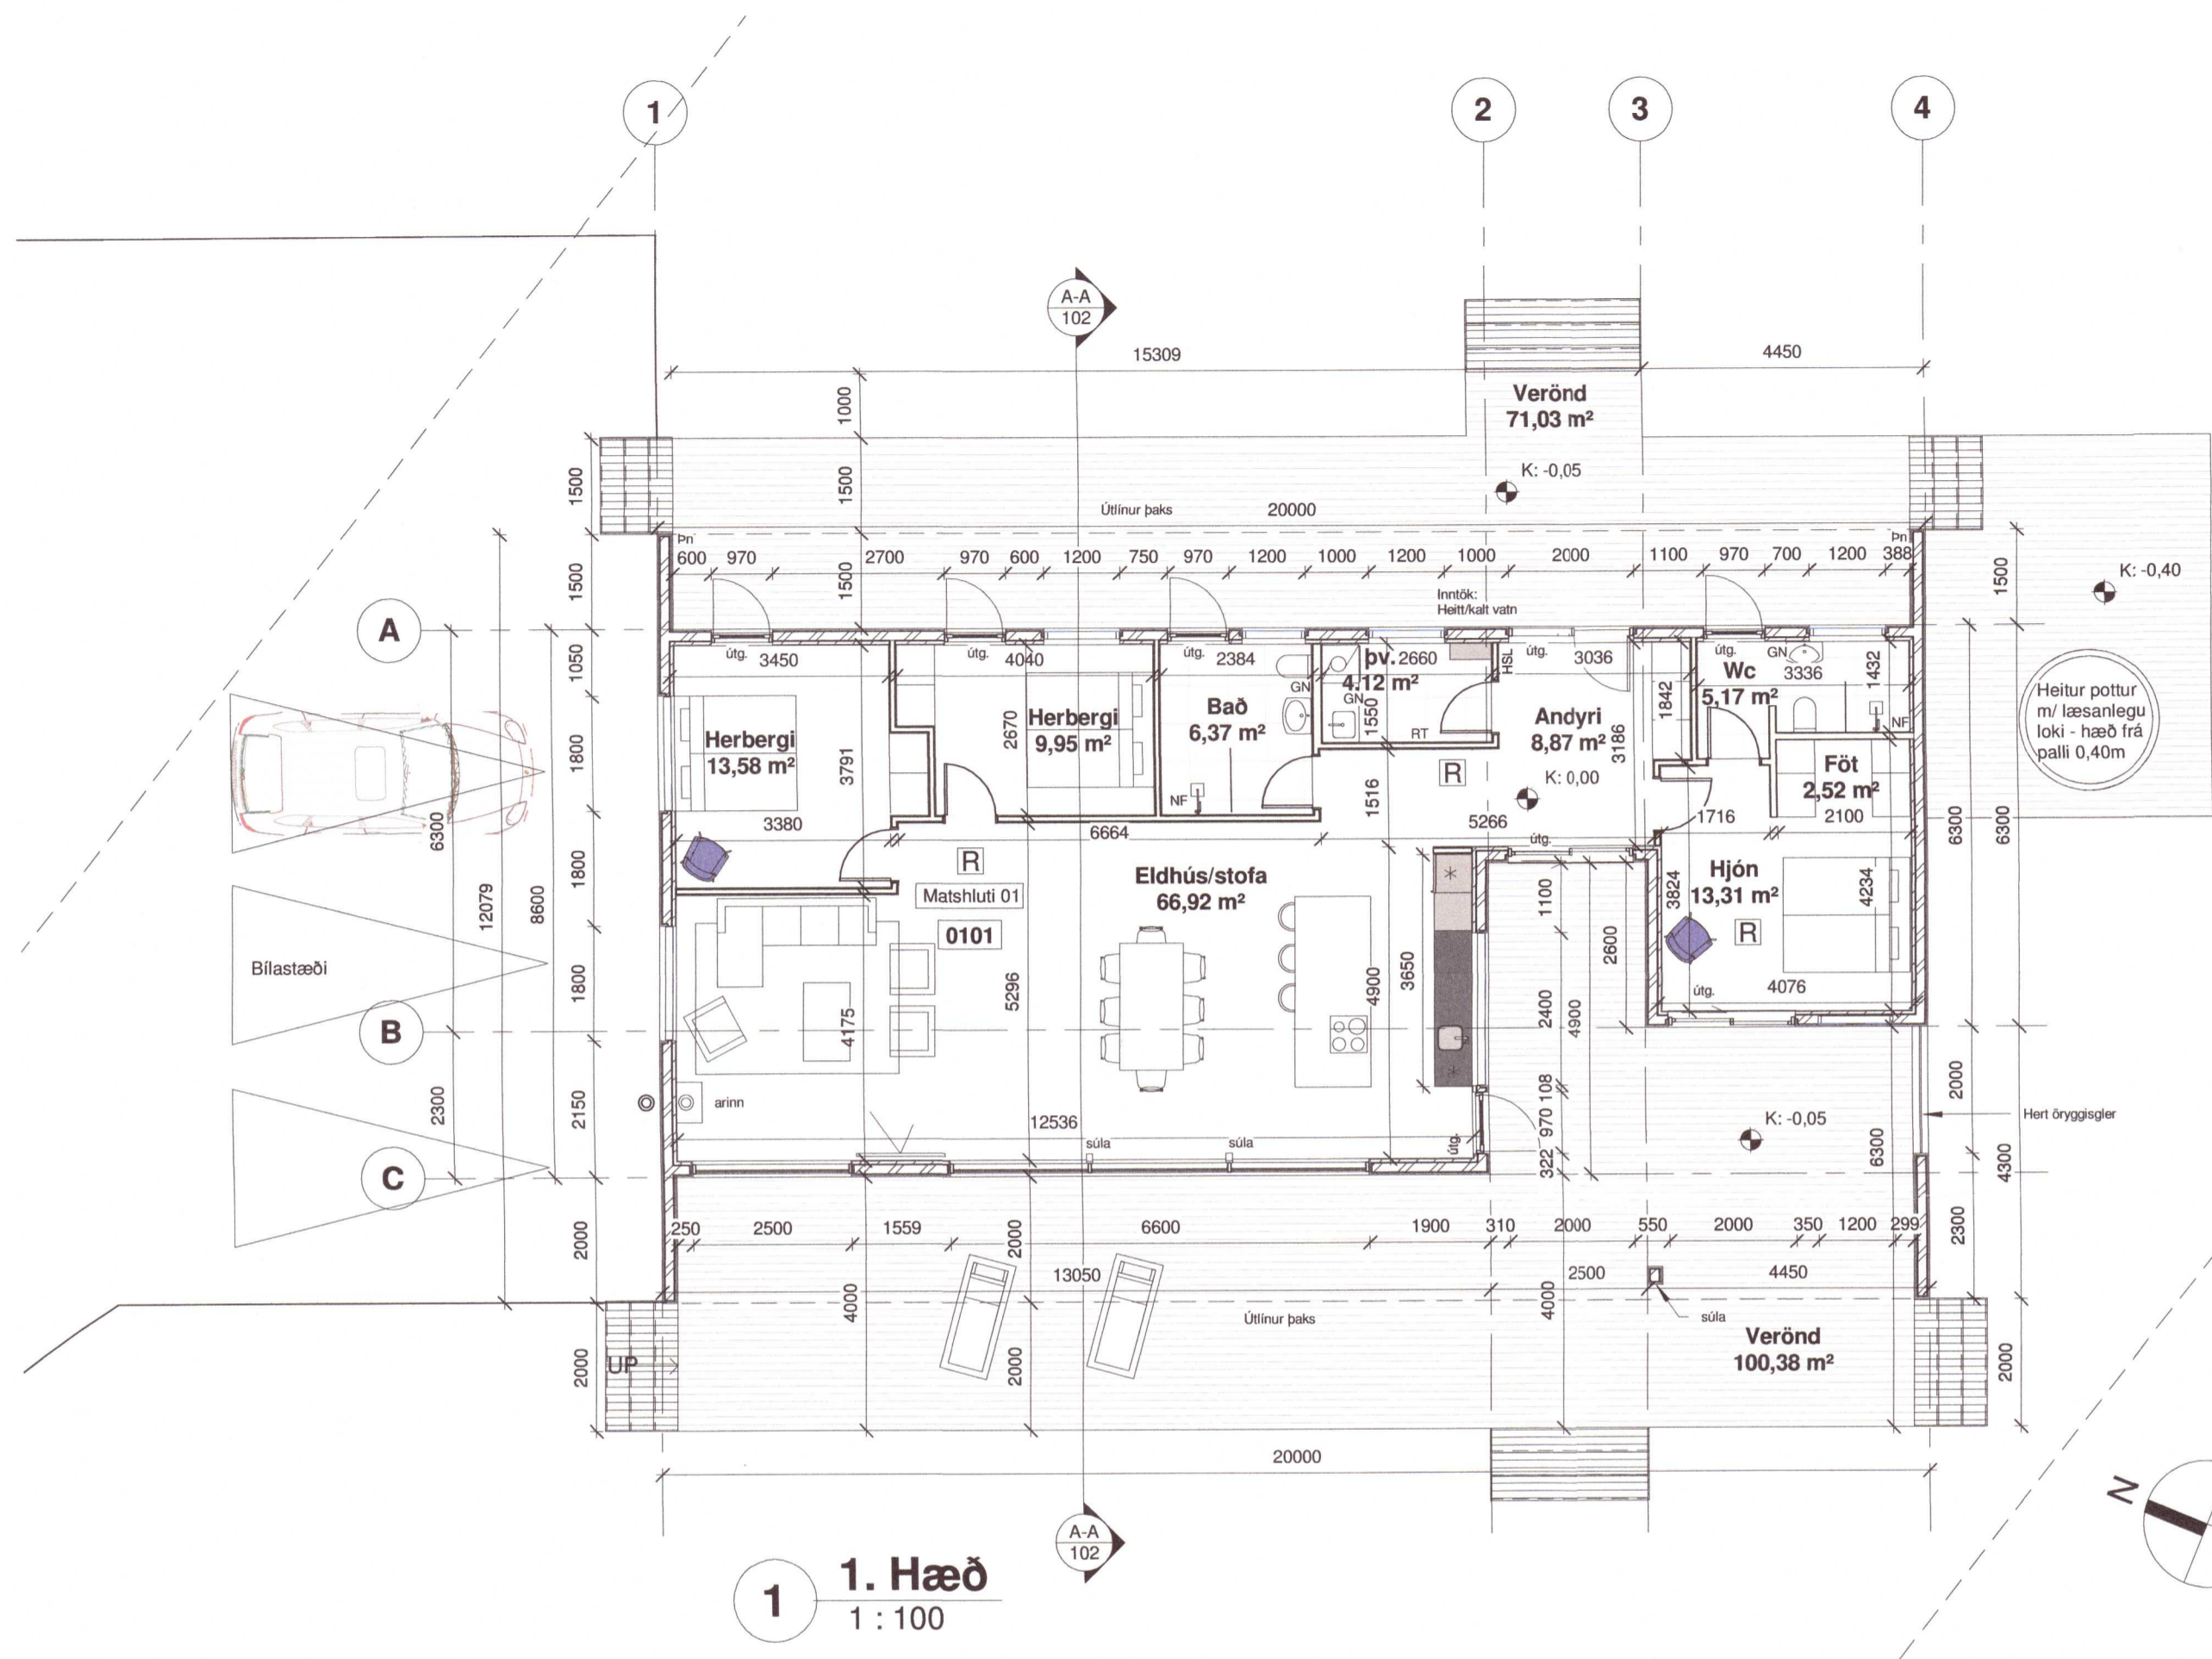 1
2
3
4
A-A
102
15309
4450
1000
Verönd
71,03 m²
K: -0,05
1500
1500
Útlínur þaks
20000
Þn
Þn
600
970
2700
970
600
1200
750
970
1200
1000
1200
1000
2000
1100
970
700
1200
388
K: -0,40
1500
1500
1500
Inntök:
Heitt/kalt vatn
A
útg.
3450
útg.
4040
útg.
2384
þv.
2660
4.12 m²
HSL
útg.
3036
útg.
GN
Wc
3336
5,17 m²
1432
1050
GN
GN
1842
NF
Heitur pottur
m/ læsanlegu
loki - hæð frá
palli 0,40m
Herbergi
13,58 m²
3791
2670
Herbergi
9,95 m²
Bað
6,37 m²
1550
RT
Andyri
8,87 m²
3186
K: 0,00
R
Föt
2,52 m²
2100
1716
1800
6300
NF
1516
3380
6664
5266
útg.
6300
6300
R
Matshluti 01
0101
Eldhús/stofa
66,92 m²
1100
Hjón
13,31 m²
3824
4234
R
1800
12079
8600
2600
Bílastæði
1800
5296
4900
3650
2400
4900
útg.
4076
B
4175
2300
2150
arinn
12536
súla
súla
útg.
108
970
322
K: -0,05
6300
2000
Hert öryggisgler
4300
C
250
2500
1559
2000
6600
1900
310
2000
550
2000
350
1200
299
2300
2000
13050
2500
4450
4000
4000
Útlínur þaks
súla
Verönd
100,38 m²
UP
2000
2000
2000
20000
N
A-A
102
1
1. Hæð
1 : 100